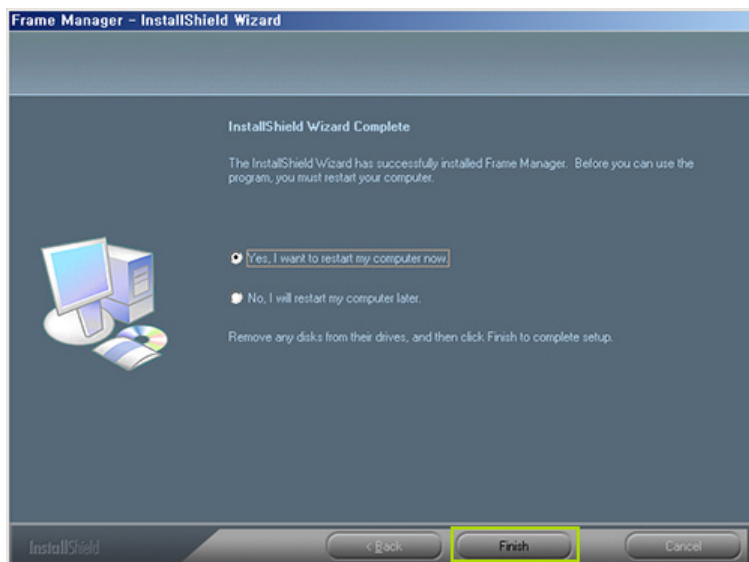 Frame Manager - InstallShield Wizard
InstallShield Wizard Complete
The InstallShield Wizard has successfully installed Frame Manager. Before you can use the
program, you must restart your computer.
Yes, I want to restart my computer now.
No, I will restart my computer later.
Remove any disks from their drives, and then click Finish to complete setup.
InstallShield
< Back
Finish
Cancel